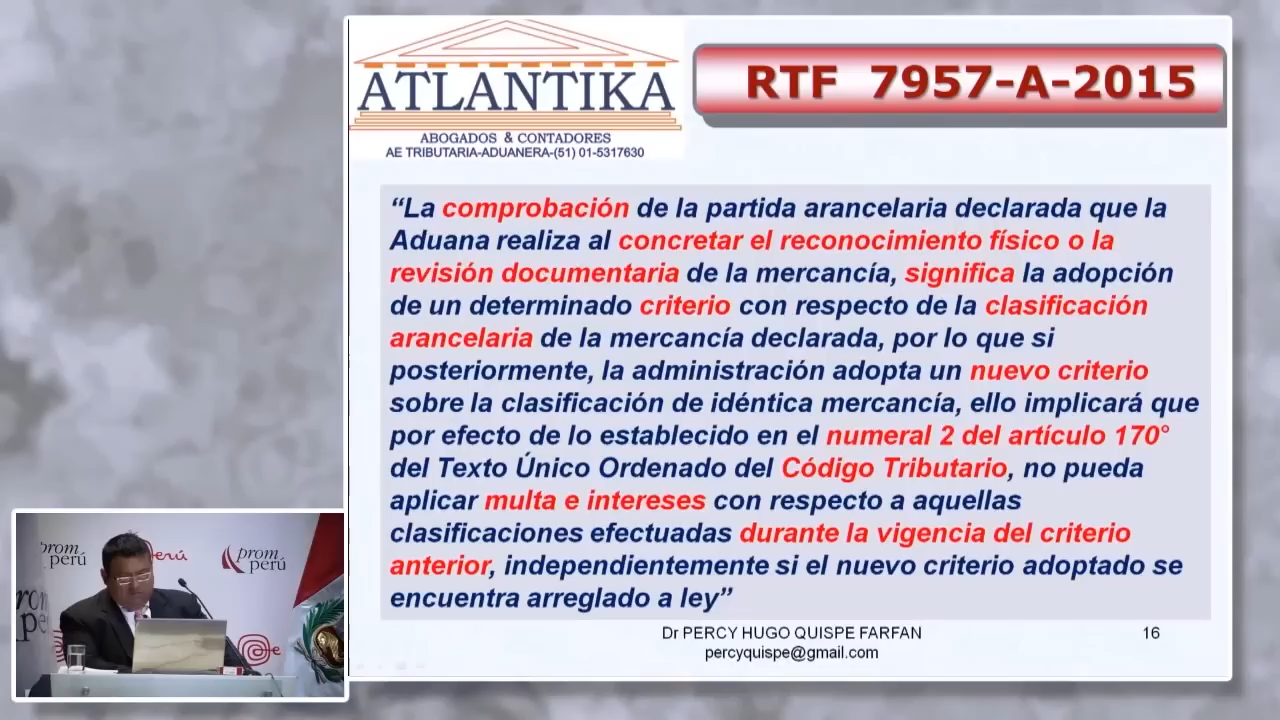 ATLANTIKA
ABOGADOS & CONTADORES
AE TRIBUTARIA-ADUANERA-(51) 01-5317630
RTF 7957-A-2015
“La comprobación de la partida arancelaria declarada que la
Aduana realiza al concretar el reconocimiento físico o la
revisión documentaria de la mercancía, significa la adopción
de un determinado criterio con respecto de la clasificación
arancelaria de la mercancía declarada, por lo que si
posteriormente, la administración adopta un nuevo criterio
sobre la clasificación de idéntica mercancía, ello implicará que
por efecto de lo establecido en el numeral 2 del artículo 170°
del Texto Único Ordenado del Código Tributario, no pueda
aplicar multa e intereses con respecto a aquellas
clasificaciones efectuadas durante la vigencia del criterio
anterior, independientemente si el nuevo criterio adoptado se
encuentra arreglado a ley”
Dr PERCY HUGO QUISPE FARFAN
16
percyquispe@gmail.com
prom
perú
prom
perú